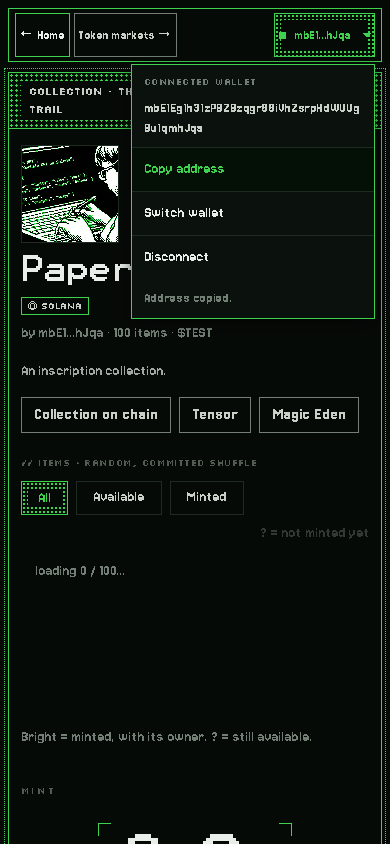 ← Home
Token markets →
mbE1...hJqa
COLLECTION · TH
TRAIL
CONNECTED WALLET
Copy address
Switch wallet
Disconnect
Address copied.
Paper
SOLANA
by mbE1...hJqa · 100 items · $TEST
An inscription collection.
Collection on chain
Tensor
Magic Eden
// ITEMS · RANDOM, COMMITTED SHUFFLE
All
Available
Minted
? = not minted yet
loading 0 / 100...
Bright = minted, with its owner. ? = still available.
MINT